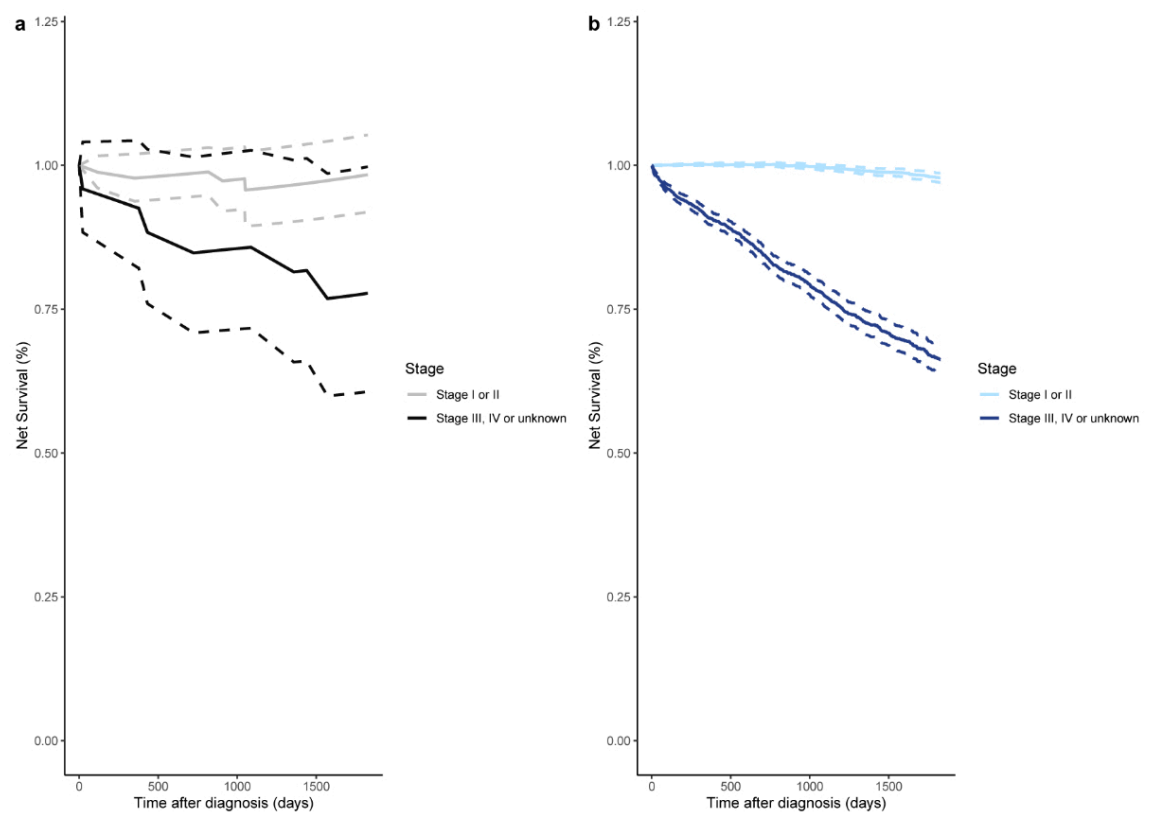 a
1.25
1.00
0.75
0.50
0.25
0.00
Net Survival (%)
0 500 1000 1500
Time after diagnosis (days)
Stage
Stage I or II
Stage III, IV or unknown
b
1.25
1.00
0.75
0.50
0.25
0.00
Net Survival (%)
0 500 1000 1500
Time after diagnosis (days)
Stage
Stage I or II
Stage III, IV or unknown